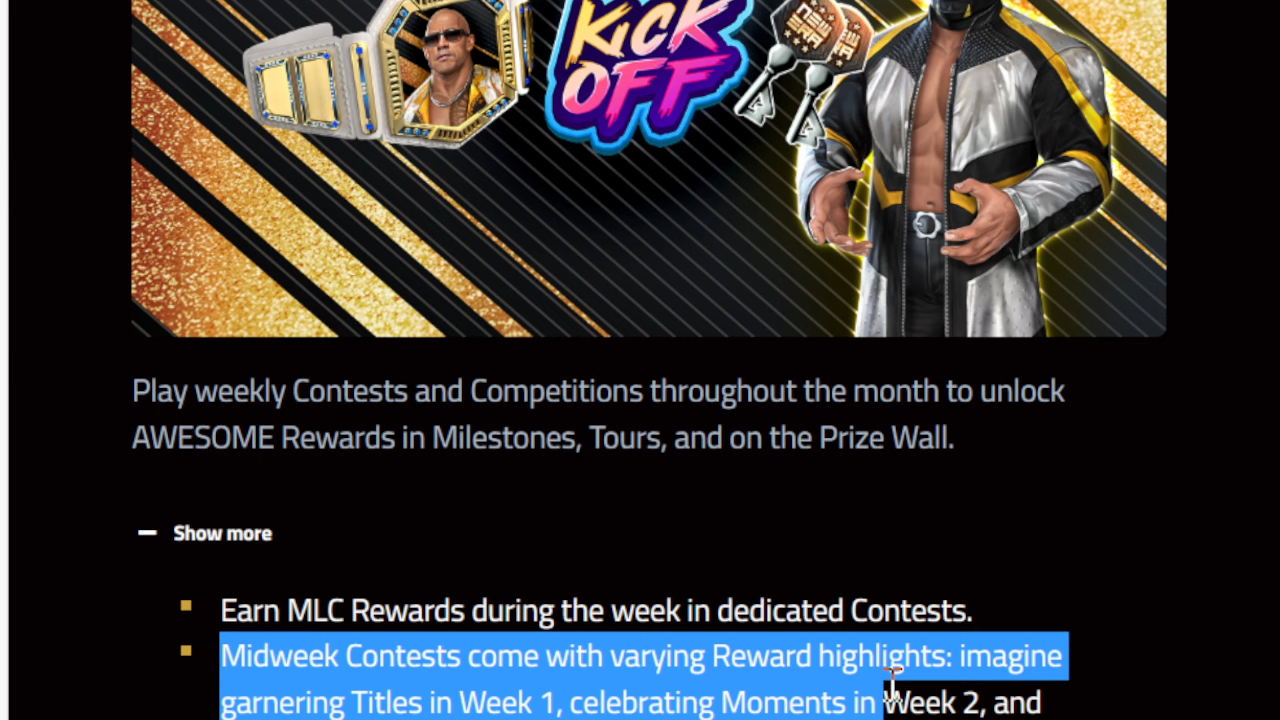 KICK
OFF
NEW
ERA
Play weekly Contests and Competitions throughout the month to unlock
AWESOME Rewards in Milestones, Tours, and on the Prize Wall.
Show more
Earn MLC Rewards during the week in dedicated Contests.
Midweek Contests come with varying Reward highlights: imagine
garnering Titles in Week 1, celebrating Moments in Week 2, and